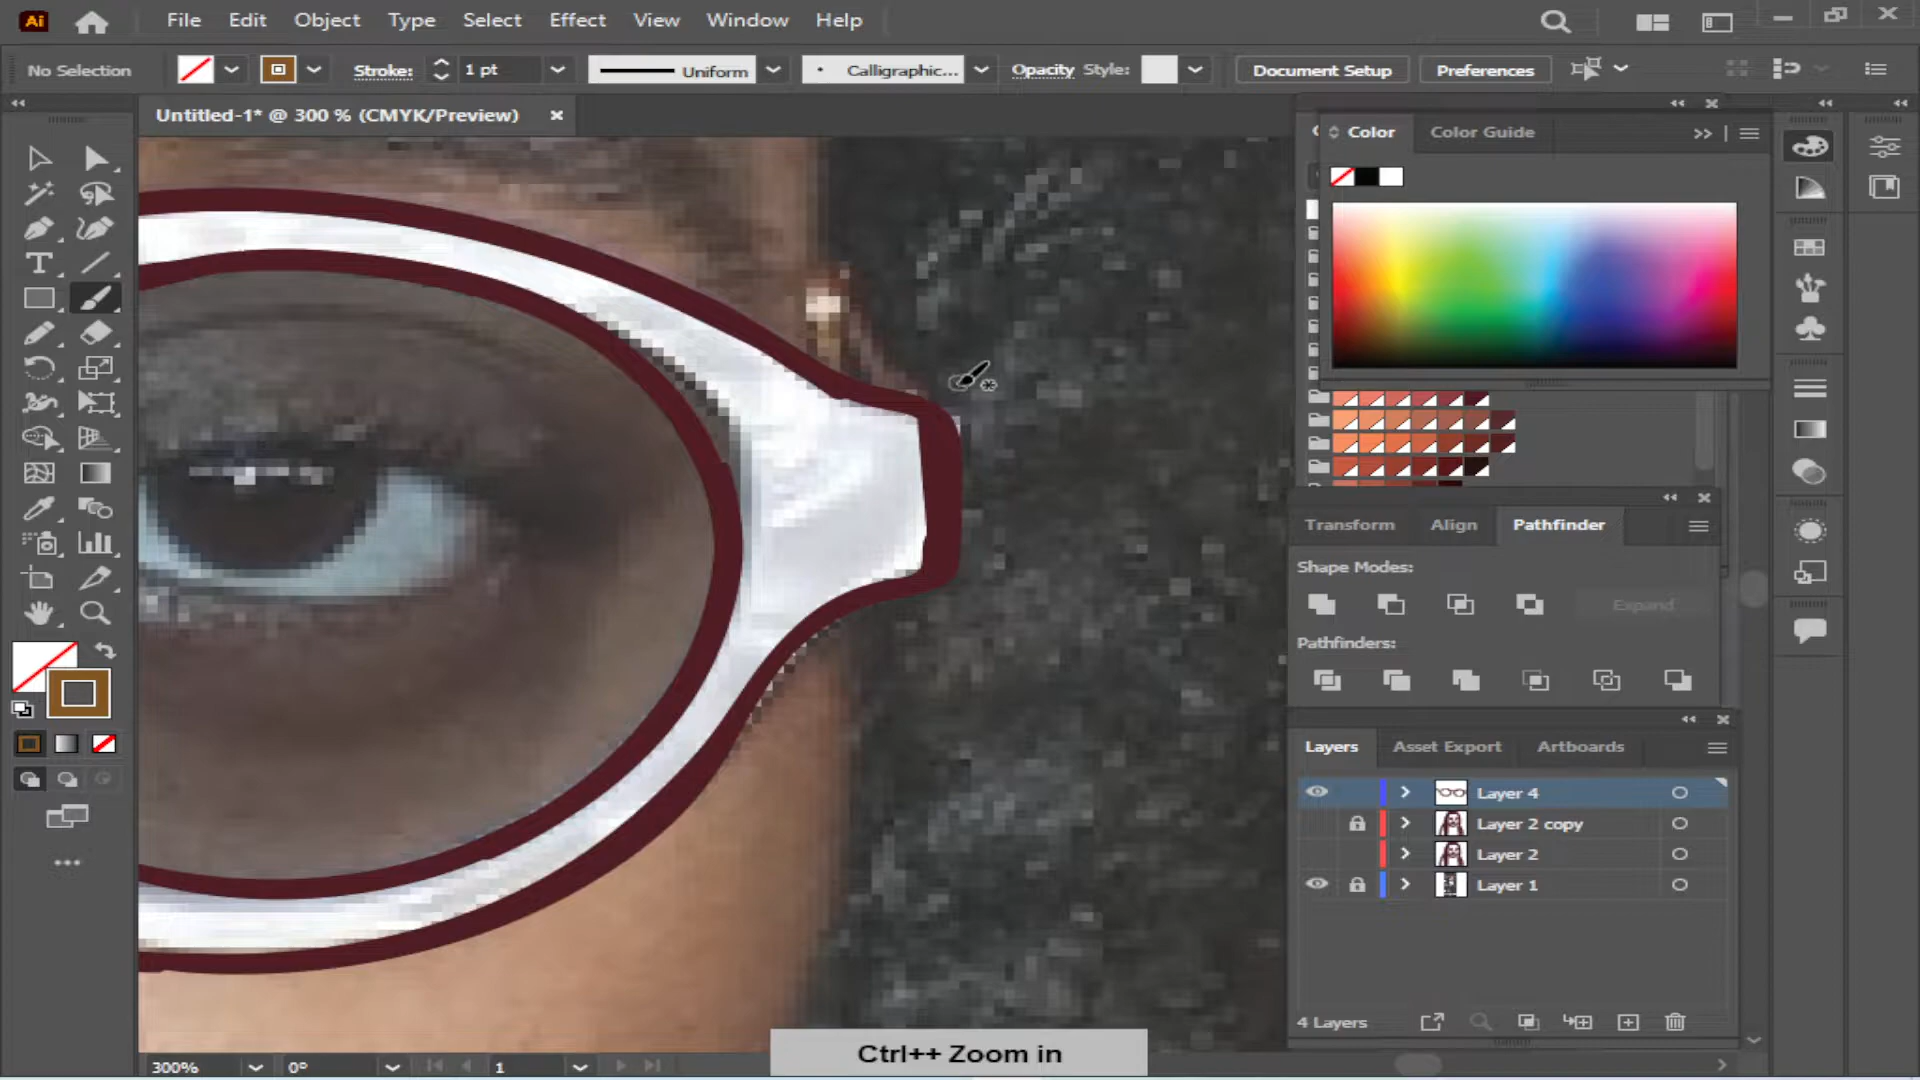 Ai File Edit Object Type Select Effect View Window Help
No Selection Stroke: 1 pt Uniform Calligraphic... Opacity Style: Document Setup Preferences
Untitled-1* @ 300 % (CMYK/Preview)
Color Color Guide
Transform Align Pathfinder
Shape Modes:
Expand
Pathfinders:
Layers Asset Export Artboards
Layer 4
Layer 2 copy
Layer 2
Layer 1
4 Layers
Ctrl++ Zoom in
300% 0° 1